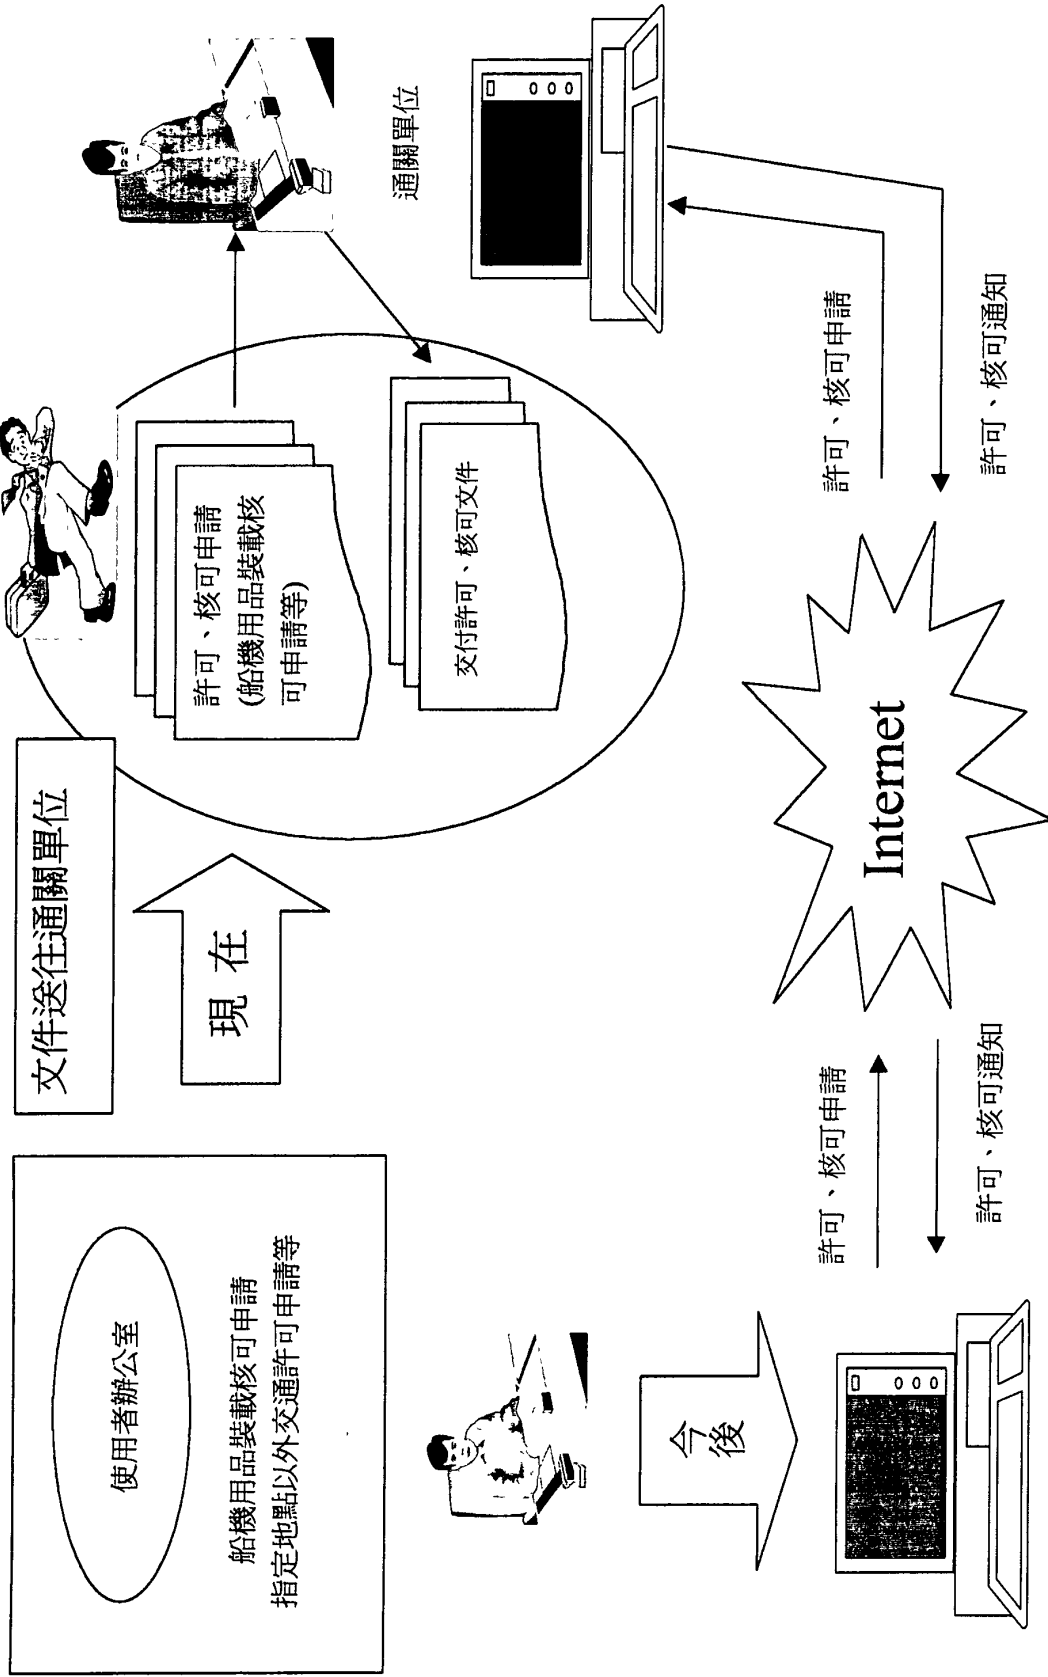 使用者辦公室
船機用品裝載核可申請
指定地點以外交通許可申請等
文件送往通關單位
現 在
許可、核可申請
(船機用品裝載核
可申請等)
交付許可、核可文件
通關單位
今
後
許可、核可申請
許可、核可通知
Internet
許可、核可申請
許可、核可通知